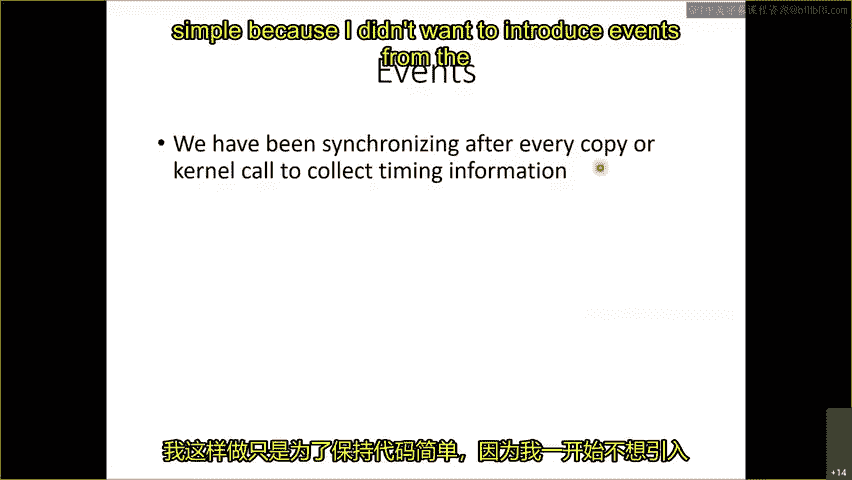 simple because I didn't want to introduce events
from the
Events
• We have been synchronizing after every copy or
kernel call to collect timing information
我这样做只是为了保持代码简单，因为我一开始不想引入
+14